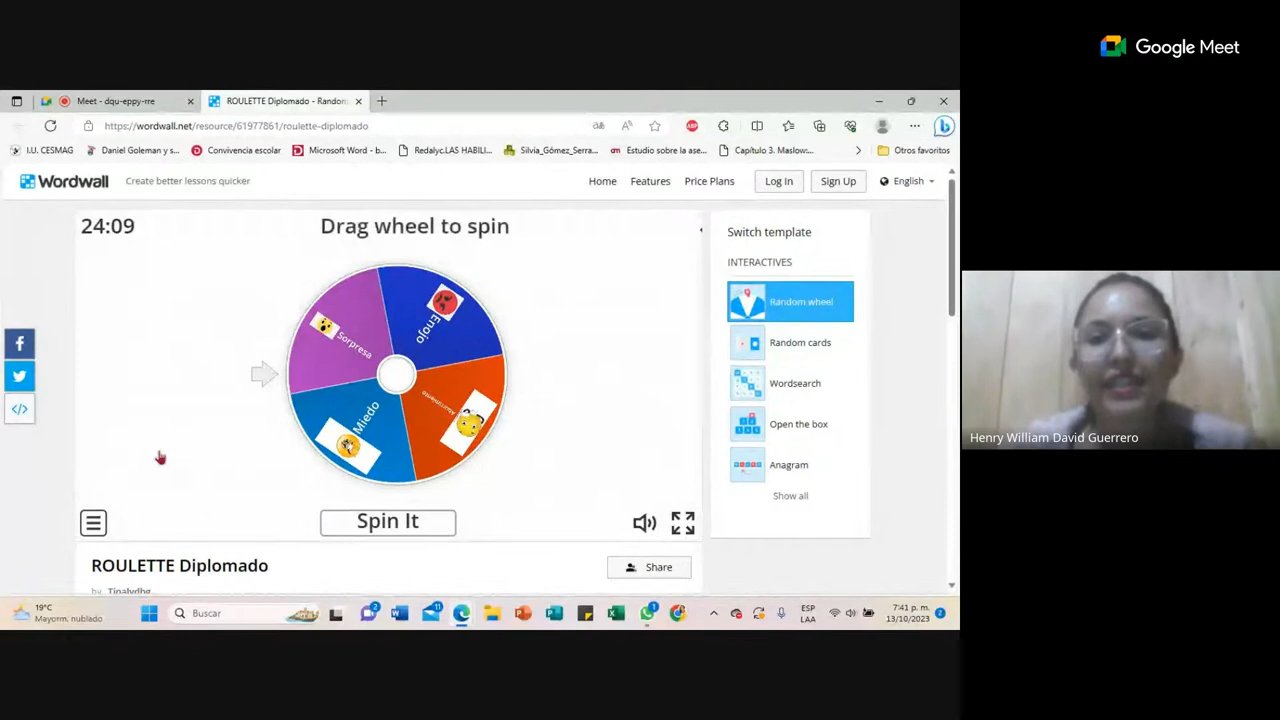 Google Meet
Meet - dqu-eppy-rre
ROULETTE Diplomado - Random
https://wordwall.net/resource/61977861/roulette-diplomado
I.U. CESMAG
Daniel Goleman y s...
Convivencia escolar
Microsoft Word - b...
Redalyc.LAS HABILI...
Silvia_Gómez_Serra...
Estudio sobre la ase...
Capítulo 3. Maslow:...
Otros favoritos
Wordwall
Create better lessons quicker
Home
Features
Price Plans
Log In
Sign Up
English
24:09
Drag wheel to spin
Switch template
INTERACTIVES
Random wheel
Random cards
Wordsearch
Open the box
Anagram
Show all
Sorpresa
Enojo
Miedo
Aburrimiento
Spin It
ROULETTE Diplomado
Share
by Tinalydbg
Henry William David Guerrero
19°C
Mayorm. nublado
Buscar
ESP
LAA
7:41 p. m.
13/10/2023